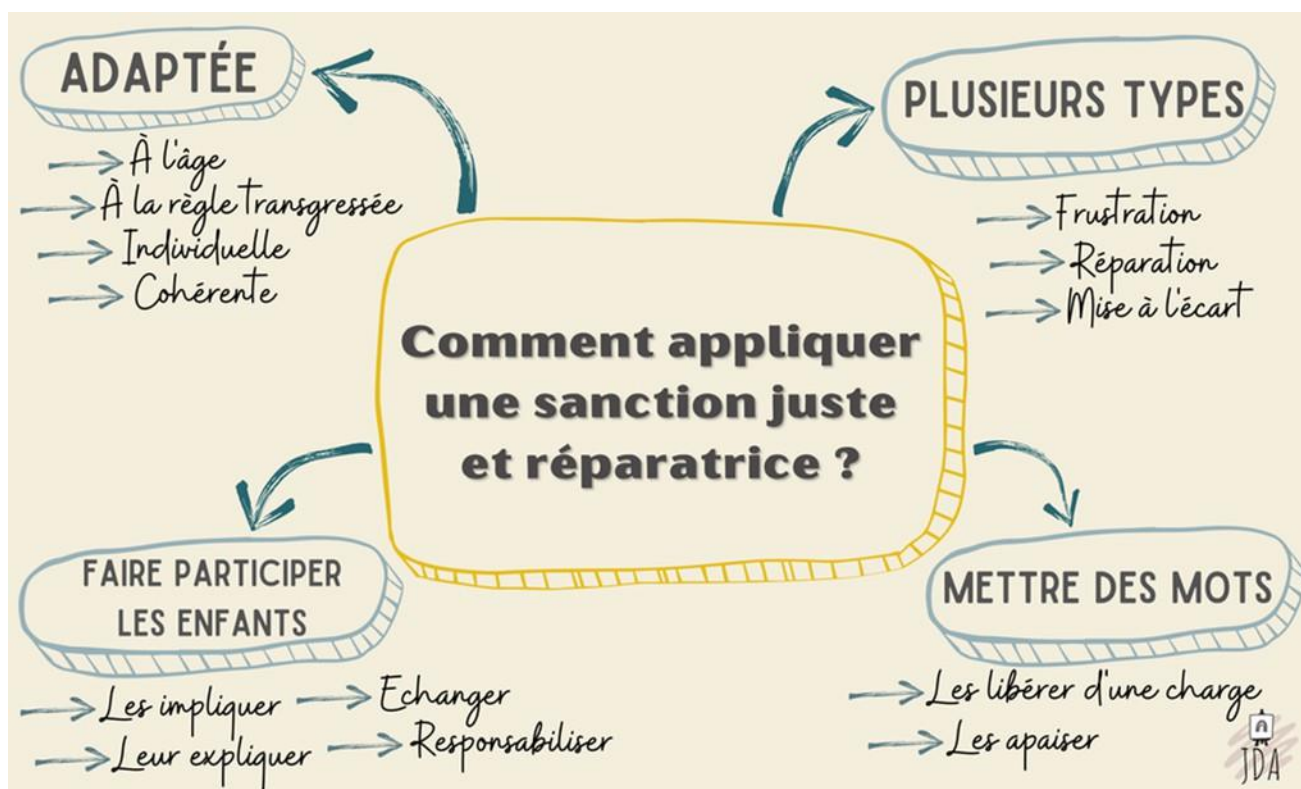 ADAPTÉE
À l'âge
À la règle transgressée
Individuelle
Cohérente
PLUSIEURS TYPES
Frustration
Réparation
Mise à l'écart
Comment appliquer
une sanction juste
et réparatrice ?
FAIRE PARTICIPER
LES ENFANTS
Les impliquer
Leur expliquer
Echanger
Responsabiliser
METTRE DES MOTS
Les libérer d'une charge
Les apaiser
JDA